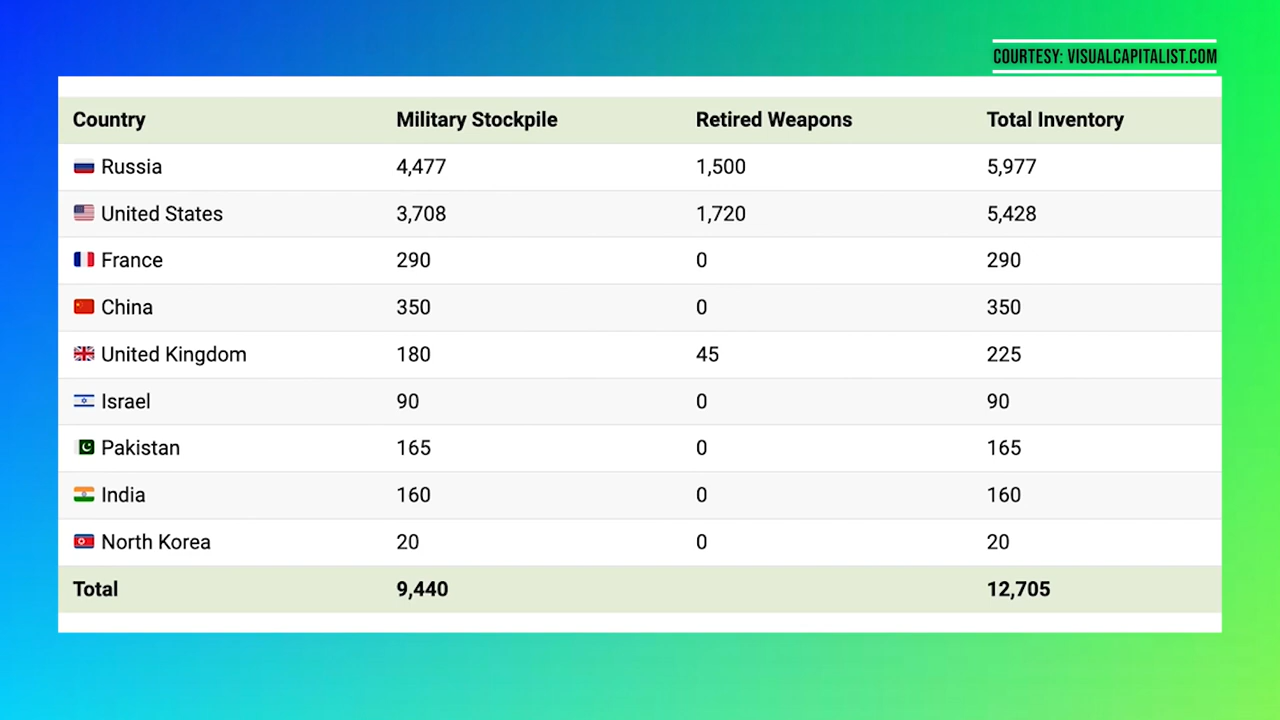 COURTESY: VISUALCAPITALIST.COM
Country Military Stockpile Retired Weapons Total Inventory
Russia 4,477 1,500 5,977
United States 3,708 1,720 5,428
France 290 0 290
China 350 0 350
United Kingdom 180 45 225
Israel 90 0 90
Pakistan 165 0 165
India 160 0 160
North Korea 20 0 20
Total 9,440 12,705